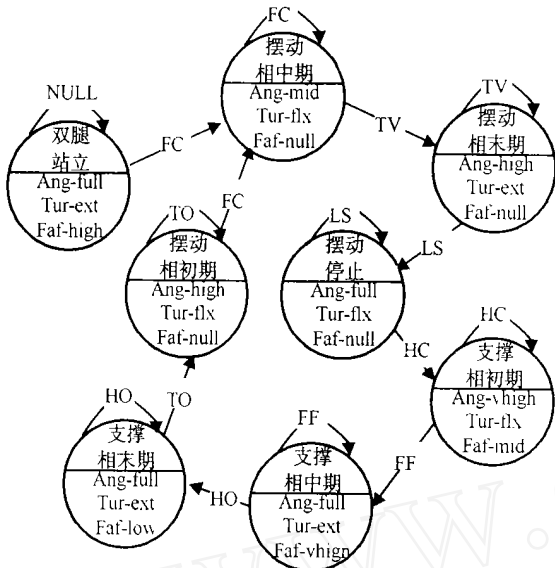 FC
摆动
相中期
Ang-mid
Tur-flx
Faf-null
NULL
双腿
站立
Ang-full
Tur-ext
Faf-high
FC
TV
TV
摆动
相末期
Ang-high
Tur-ext
Faf-null
TO
FC
摆动
相初期
Ang-high
Tur-flx
Faf-null
LS
摆动
停止
Ang-full
Tur-flx
Faf-null
LS
HC
HC
支撑
相初期
Ang-vhigh
Tur-flx
Faf-mid
HO
TO
支撑
相末期
Ang-full
Tur-ext
Faf-low
FF
支撑
相中期
Ang-full
Tur-ext
Faf-vhign
HO
FF